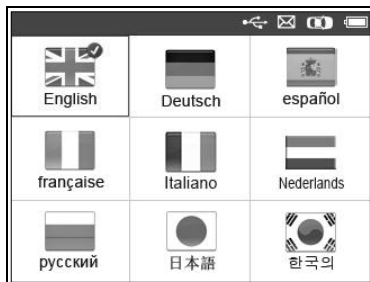 English
Deutsch
español
française
Italiano
Nederlands
русский
日本語
한국의